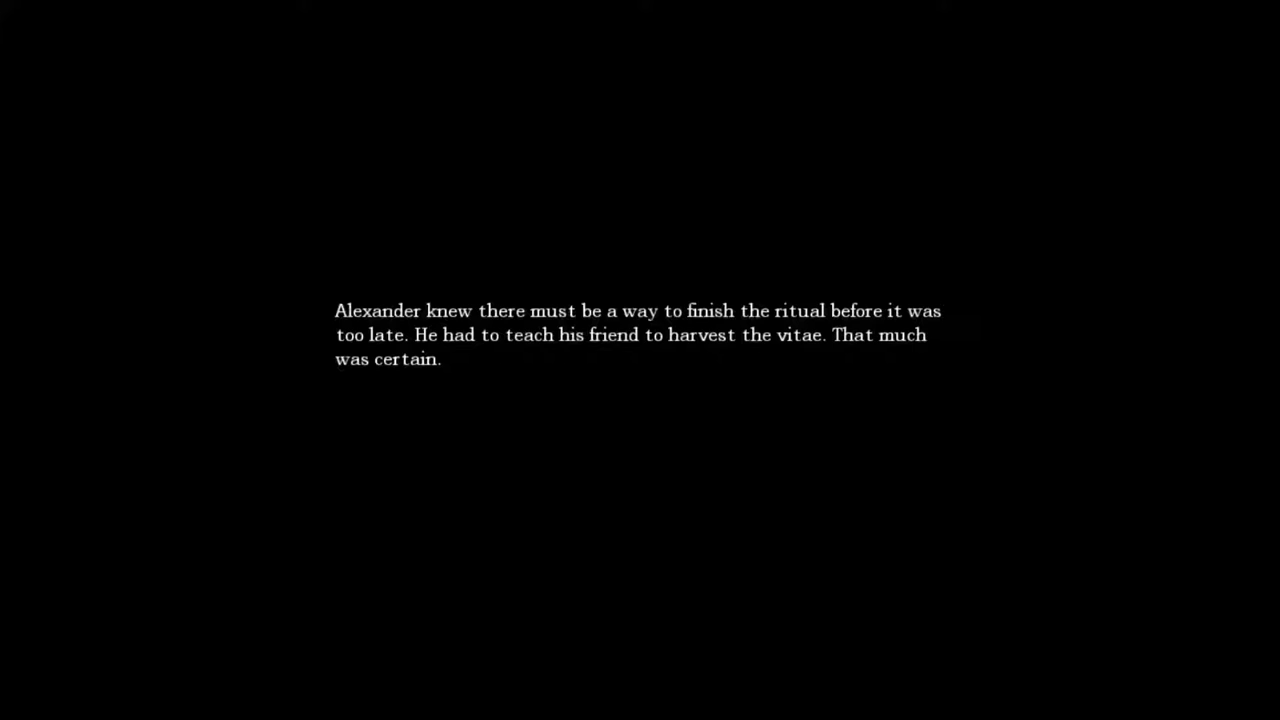 Alexander knew there must be a way to finish the ritual before it was
too late. He had to teach his friend to harvest the vitae. That much
was certain.